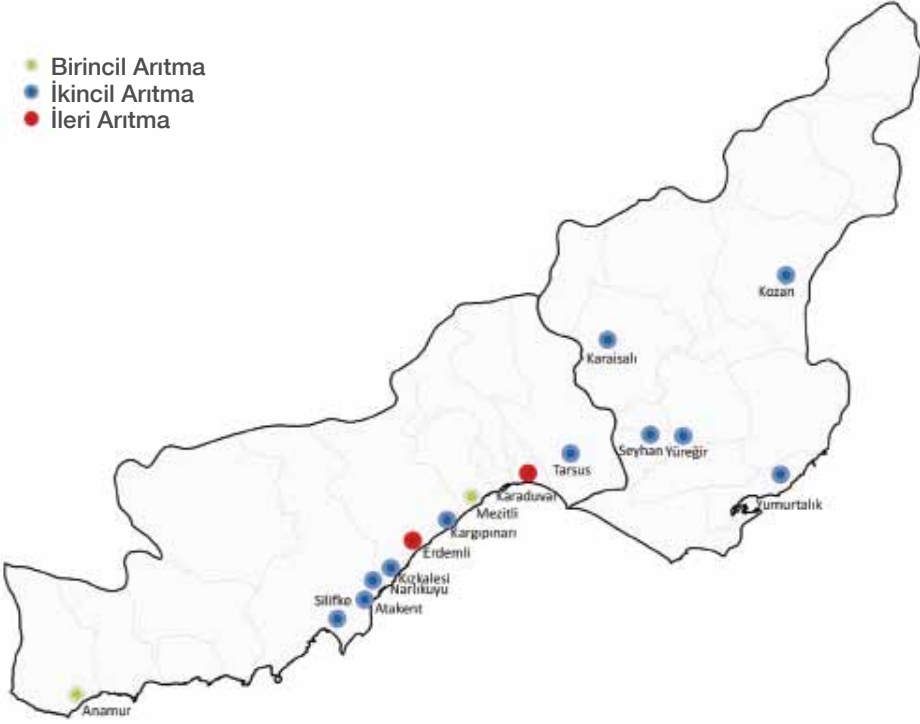 Birincil Arıtma
İkincil Arıtma
İleri Arıtma
Kozan
Karaisalı
Seyhan
Yüreğir
Tarsus
Yumurtalık
Karaduvar
Mezitli
Kargıpınarı
Erdemli
Kızkalesi
Narlıkuyu
Silifke
Atakent
Anamur